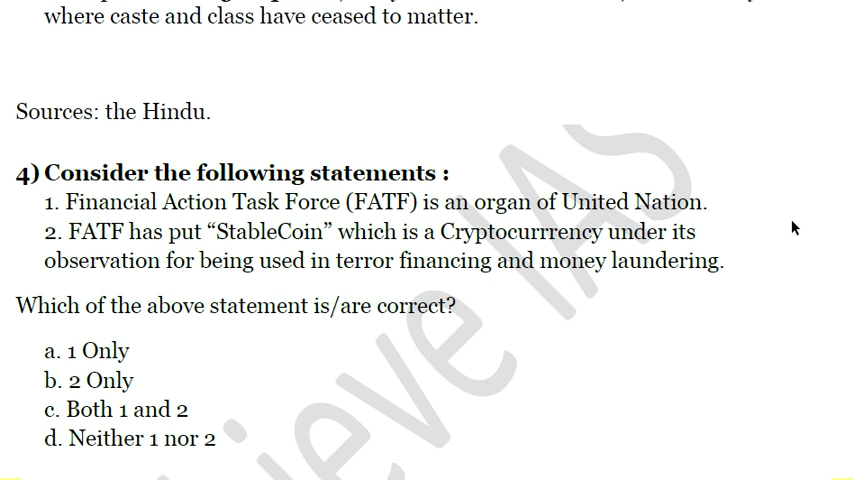 where caste and class have ceased to matter.
Sources: the Hindu.
4) Consider the following statements :
1. Financial Action Task Force (FATF) is an organ of United Nation.
2. FATF has put “StableCoin” which is a Cryptocurrrency under its
observation for being used in terror financing and money laundering.
Which of the above statement is/are correct?
a. 1 Only
b. 2 Only
c. Both 1 and 2
d. Neither 1 nor 2
ieve IAS